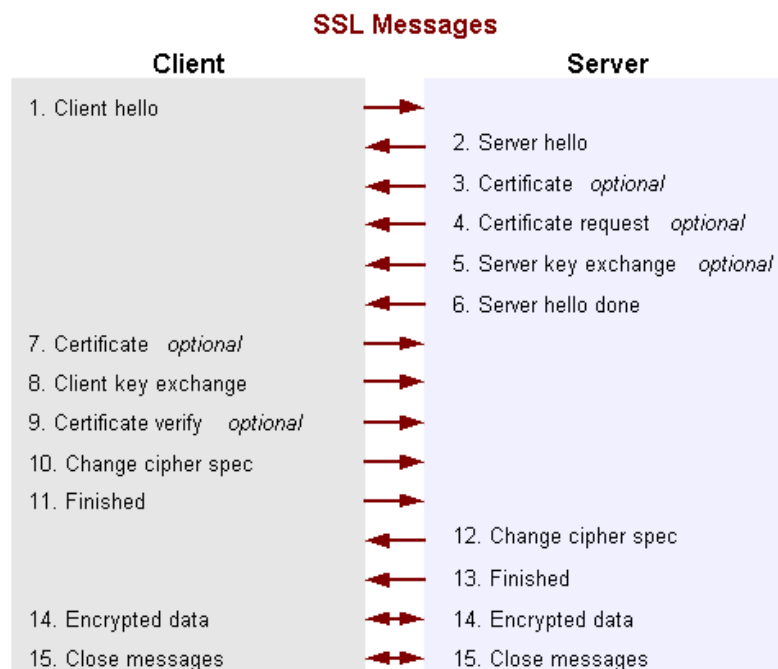 SSL Messages
Client Server
1. Client hello
2. Server hello
3. Certificate optional
4. Certificate request optional
5. Server key exchange optional
6. Server hello done
7. Certificate optional
8. Client key exchange
9. Certificate verify optional
10. Change cipher spec
11. Finished
12. Change cipher spec
13. Finished
14. Encrypted data 14. Encrypted data
15. Close messages 15. Close messages